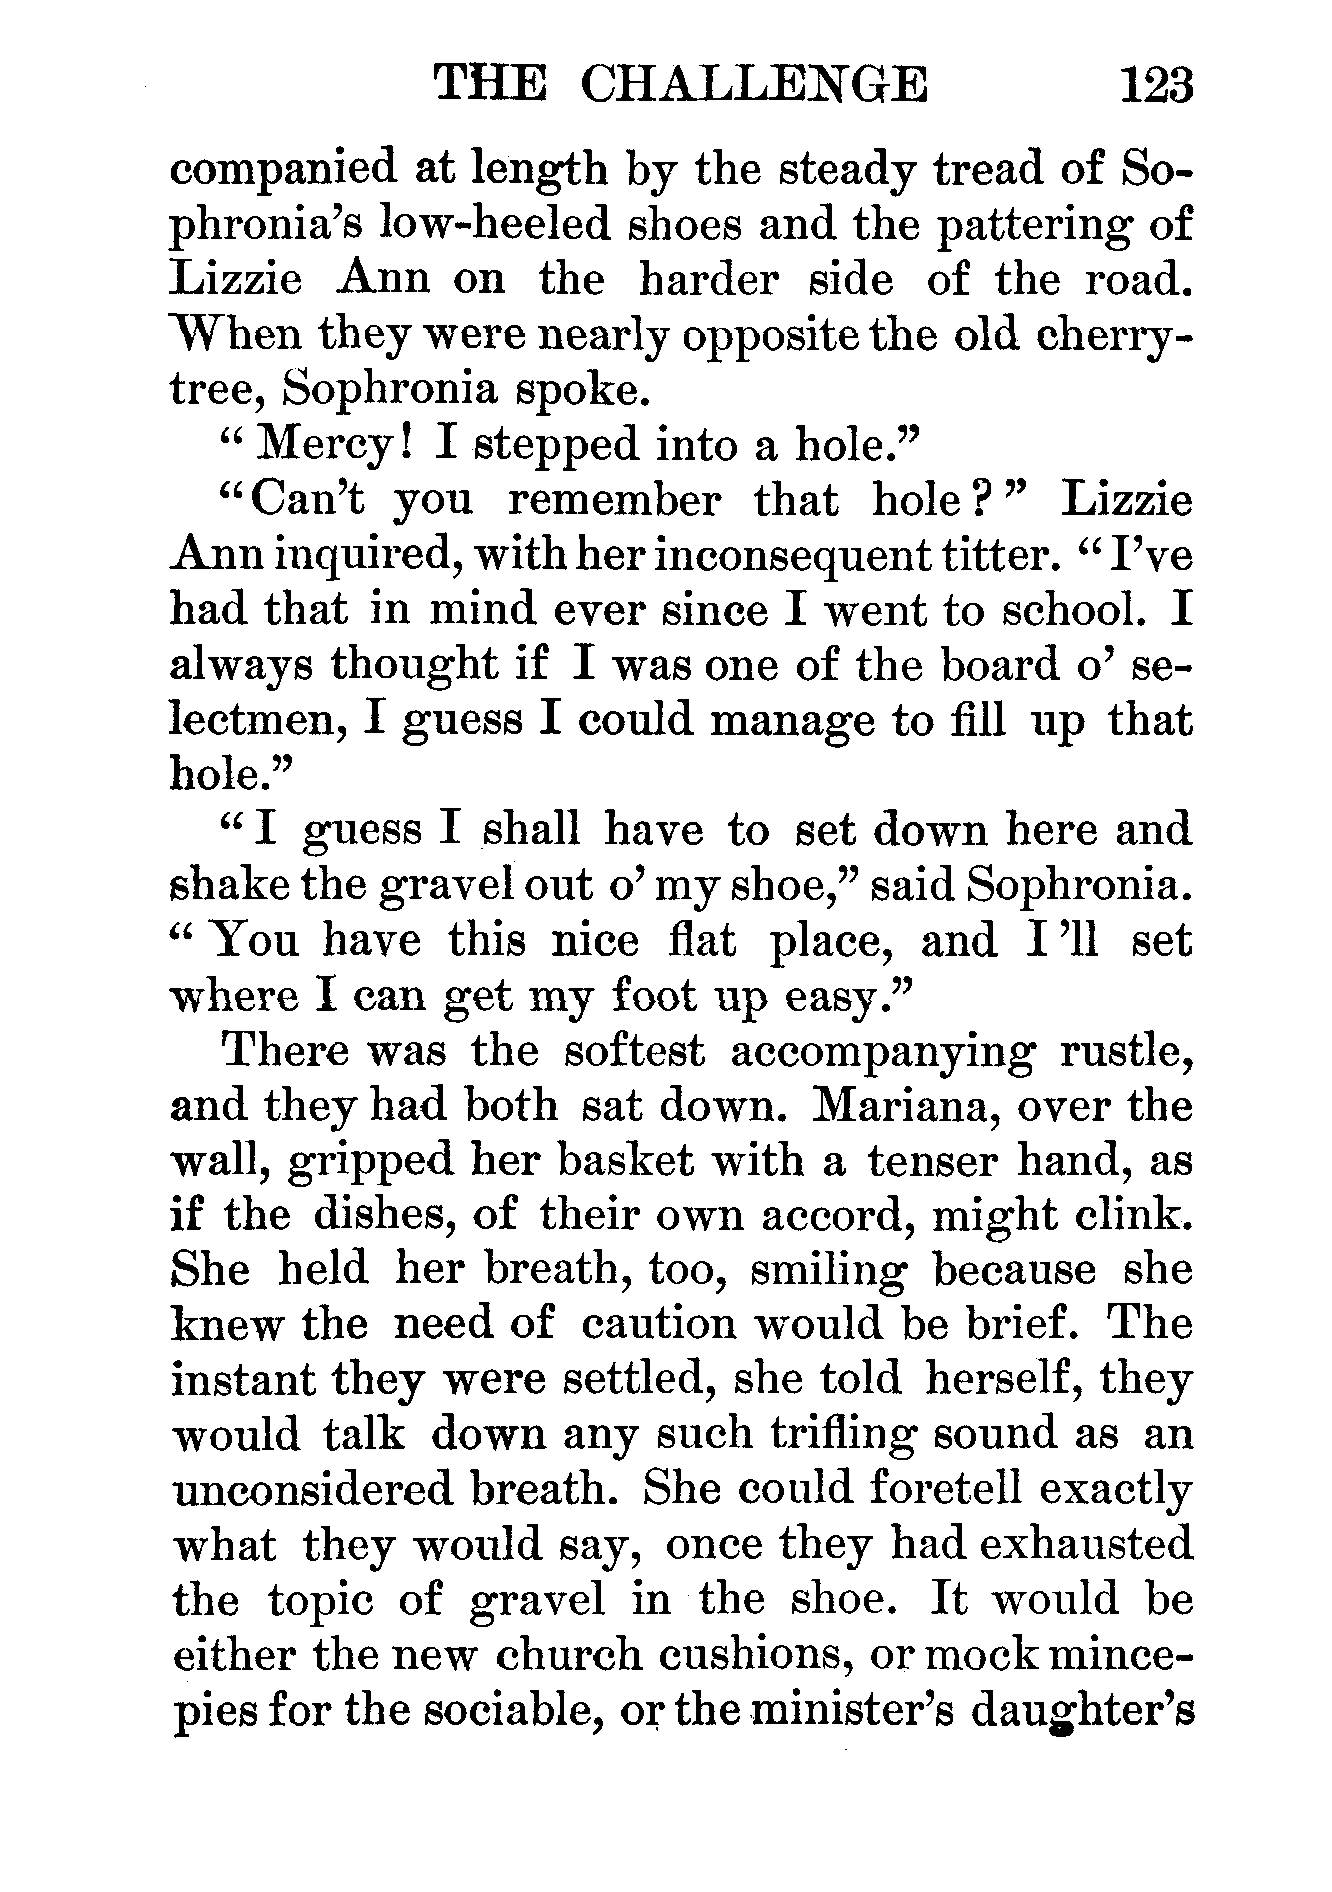 THE CHALLENGE 123
companied at length by the steady tread of So-
phronia's low-heeled shoes and the pattering of
Lizzie Ann on the harder side of the road.
When they were nearly opposite the old cherry-
tree, Sophronia spoke.
“ Mercy! I stepped into a hole.”
“Can't you remember that hole ? ” Lizzie
Ann inquired, with her inconsequent titter. “ I've
had that in mind ever since I went to school. I
always thought if I was one of the board o' se-
lectmen, I guess I could manage to fill up that
hole.”
“ I guess I shall have to set down here and
shake the gravel out o' my shoe,” said Sophronia.
“ You have this nice flat place, and I 'll set
where I can get my foot up easy.”
There was the softest accompanying rustle,
and they had both sat down. Mariana, over the
wall, gripped her basket with a tenser hand, as
if the dishes, of their own accord, might clink.
She held her breath, too, smiling because she
knew the need of caution would be brief. The
instant they were settled, she told herself, they
would talk down any such trifling sound as an
unconsidered breath. She could foretell exactly
what they would say, once they had exhausted
the topic of gravel in the shoe. It would be
either the new church cushions, or mock mince-
pies for the sociable, or the minister's daughter's